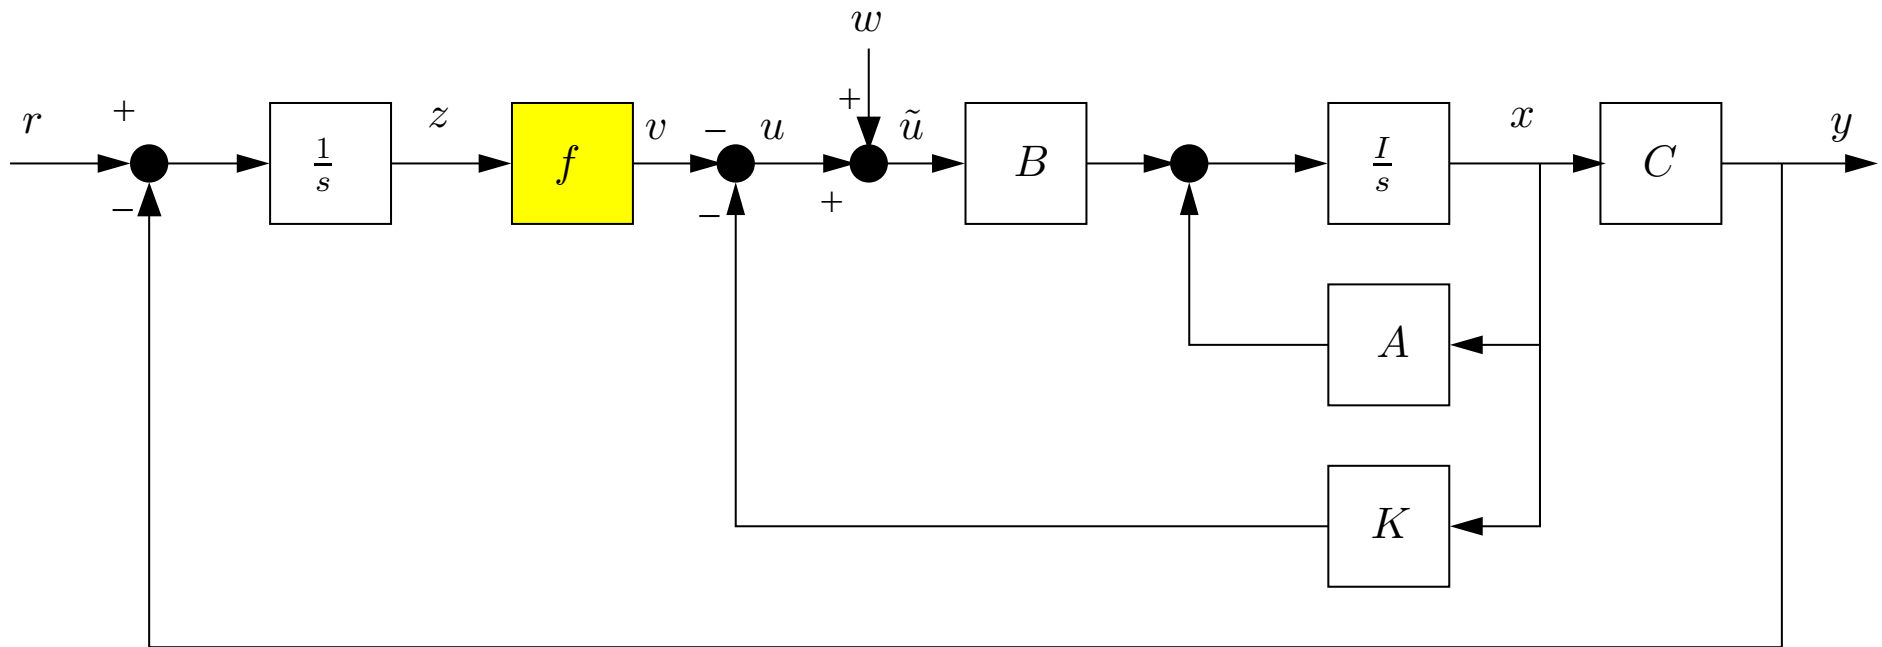 w
r + 1/s z f v − u + ũ B I/s x C y
− − +
A
K